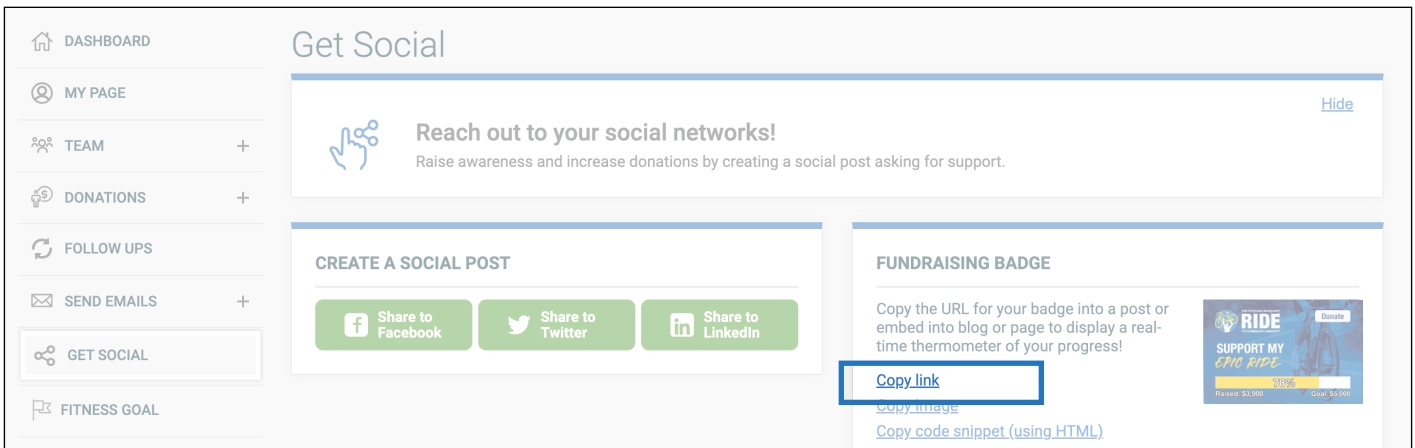 DASHBOARD
MY PAGE
TEAM
DONATIONS
FOLLOW UPS
SEND EMAILS
GET SOCIAL
FITNESS GOAL
Get Social
Hide
Reach out to your social networks!
Raise awareness and increase donations by creating a social post asking for support.
CREATE A SOCIAL POST
Share to
Facebook
Share to
Twitter
Share to
LinkedIn
FUNDRAISING BADGE
Copy the URL for your badge into a post or
embed into blog or page to display a real-
time thermometer of your progress!
Copy link
Copy image
Copy code snippet (using HTML)
RIDE
Donate
SUPPORT MY
EPIC RIDE
78%
Raised: $3,900 Goal: $5,000